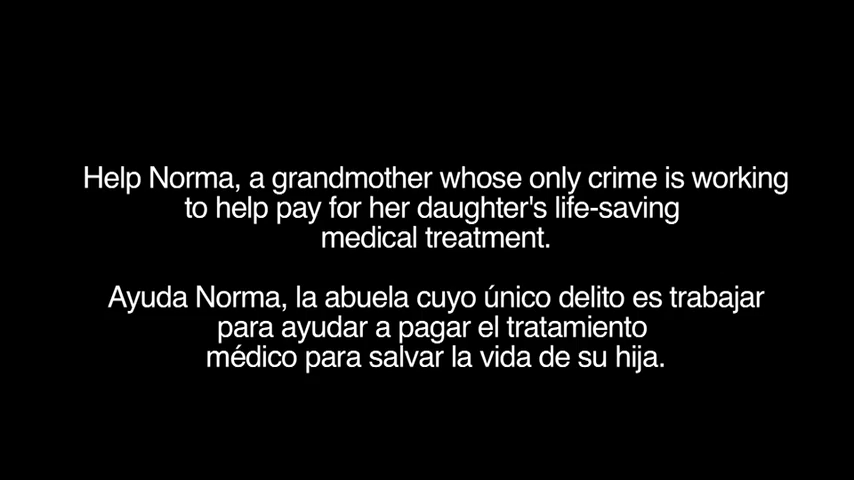 Help Norma, a grandmother whose only crime is working
to help pay for her daughter's life-saving
medical treatment.
Ayuda Norma, la abuela cuyo único delito es trabajar
para ayudar a pagar el tratamiento
médico para salvar la vida de su hija.